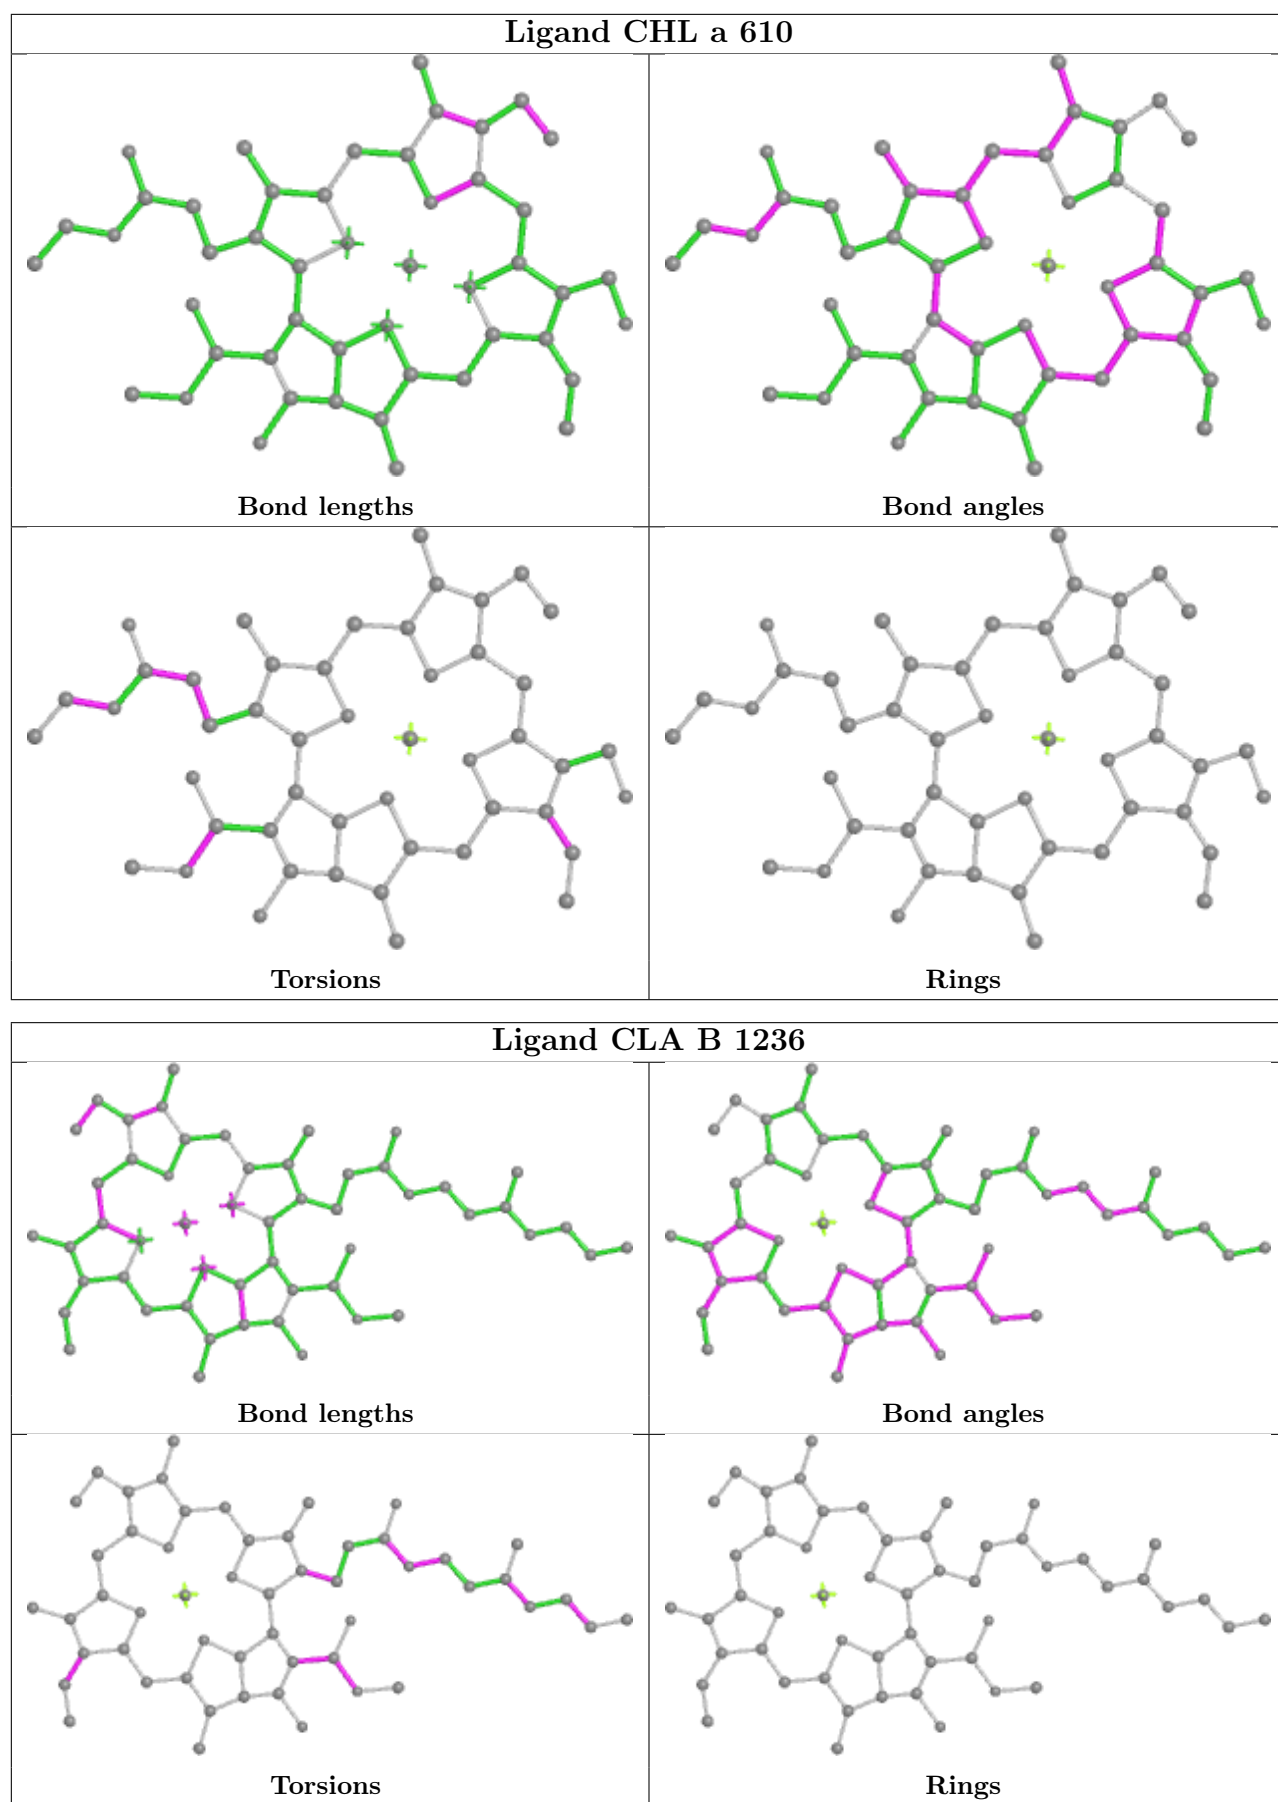 Ligand CHL a 610
Bond lengths
Bond angles
Torsions
Rings
Ligand CLA B 1236
Bond lengths
Bond angles
Torsions
Rings